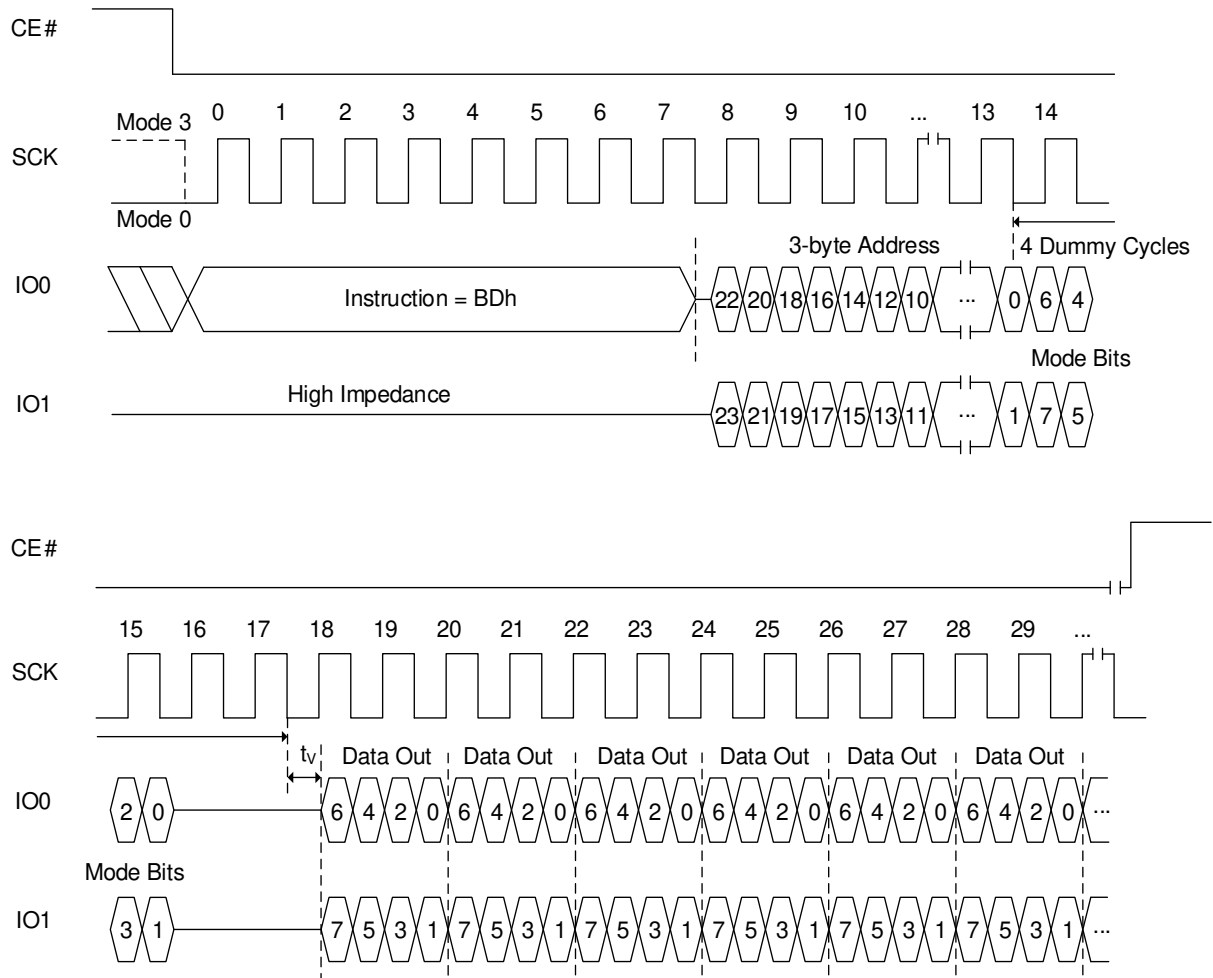 CE#
0 1 2 3 4 5 6 7 8 9 10 ... 13 14
Mode 3
SCK
Mode 0
3-byte Address 4 Dummy Cycles
IO0 Instruction = BDh 22 20 18 16 14 12 10 ... 0 6 4
Mode Bits
IO1 High Impedance 23 21 19 17 15 13 11 ... 1 7 5
CE#
15 16 17 18 19 20 21 22 23 24 25 26 27 28 29 ...
SCK
tV Data Out Data Out Data Out Data Out Data Out Data Out
IO0 2 0 6 4 2 0 6 4 2 0 6 4 2 0 6 4 2 0 6 4 2 0 6 4 2 0 ...
Mode Bits
IO1 3 1 7 5 3 1 7 5 3 1 7 5 3 1 7 5 3 1 7 5 3 1 7 5 3 1 ...